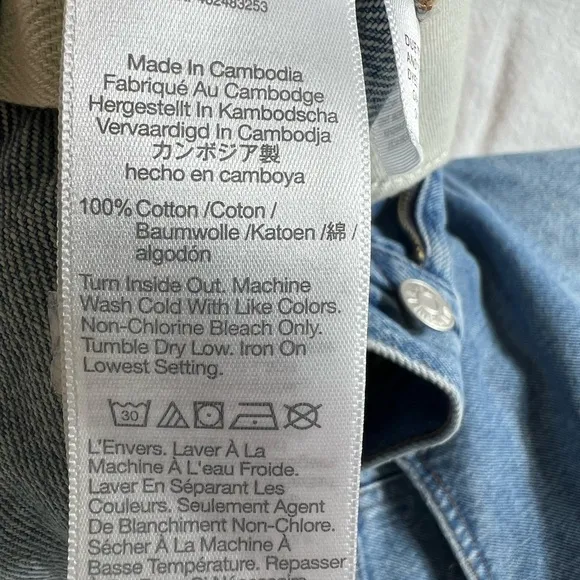 482483253
Made In Cambodia
Fabriqué Au Cambodge
Hergestellt In Kambodscha
Vervaardigd In Cambodja
カンボジア製
hecho en camboya
100% Cotton /Coton /
Baumwolle /Katoen /綿 /
algodón
Turn Inside Out. Machine
Wash Cold With Like Colors.
Non-Chlorine Bleach Only.
Tumble Dry Low. Iron On
Lowest Setting.
30
L'Envers. Laver À La
Machine À L'eau Froide.
Laver En Séparant Les
Couleurs. Seulement Agent
De Blanchiment Non-Chlore.
Sécher À La Machine À
Basse Température. Repasser